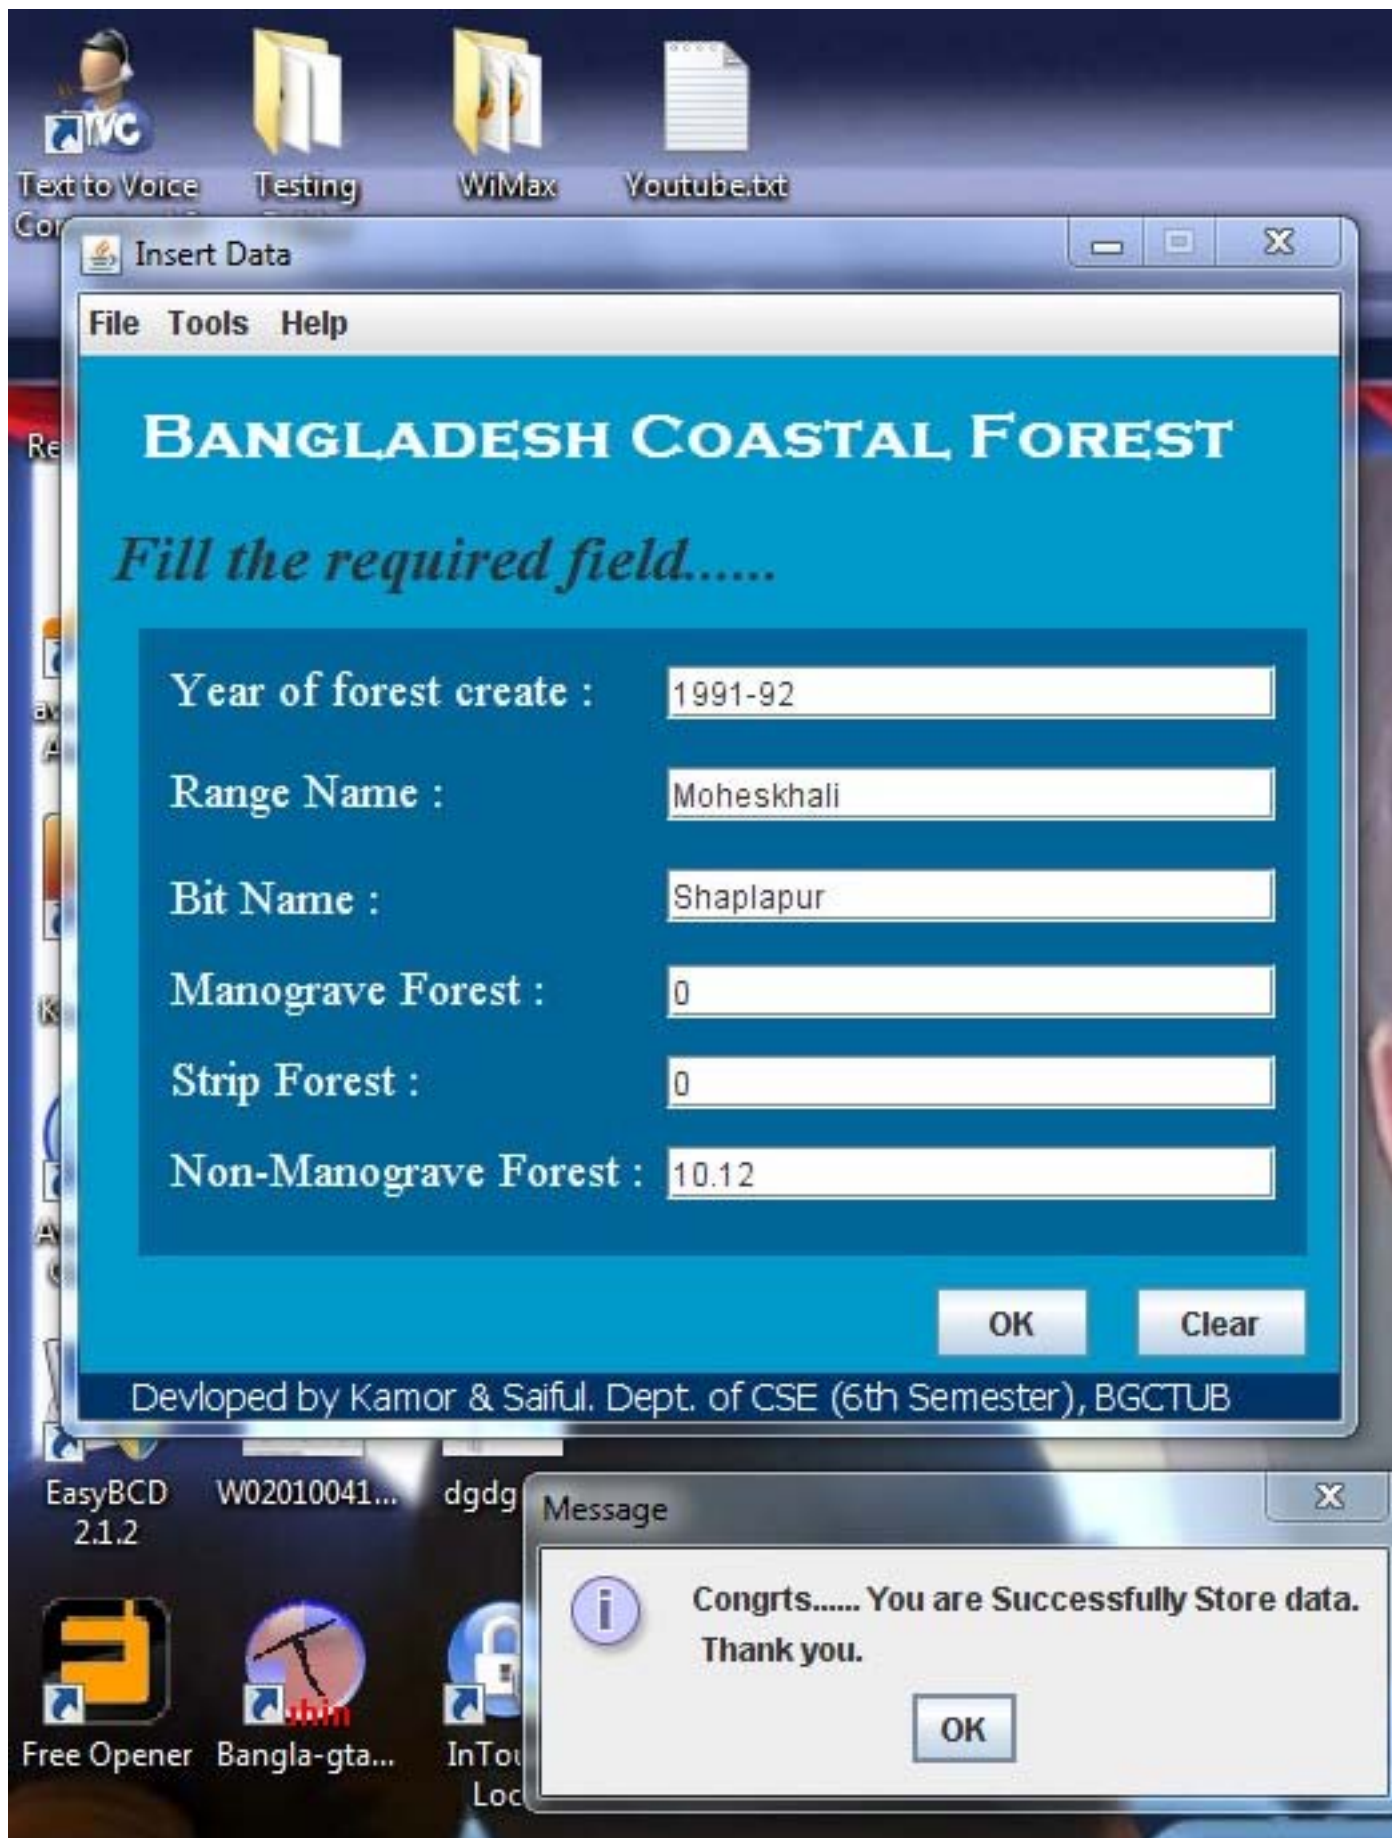 Text to Voice
Testing
WiMax
Youtube.txt
Insert Data
File Tools Help
BANGLADESH COASTAL FOREST
Fill the required field......
Year of forest create : 1991-92
Range Name : Moheskhali
Bit Name : Shaplapur
Manograve Forest : 0
Strip Forest : 0
Non-Manograve Forest : 10.12
OK Clear
Devloped by Kamor & Saiful. Dept. of CSE (6th Semester), BGCTUB
EasyBCD
2.1.2
W02010041...
dgdg
Message
Congrts...... You are Successfully Store data.
Thank you.
OK
Free Opener
Bangla-gta...